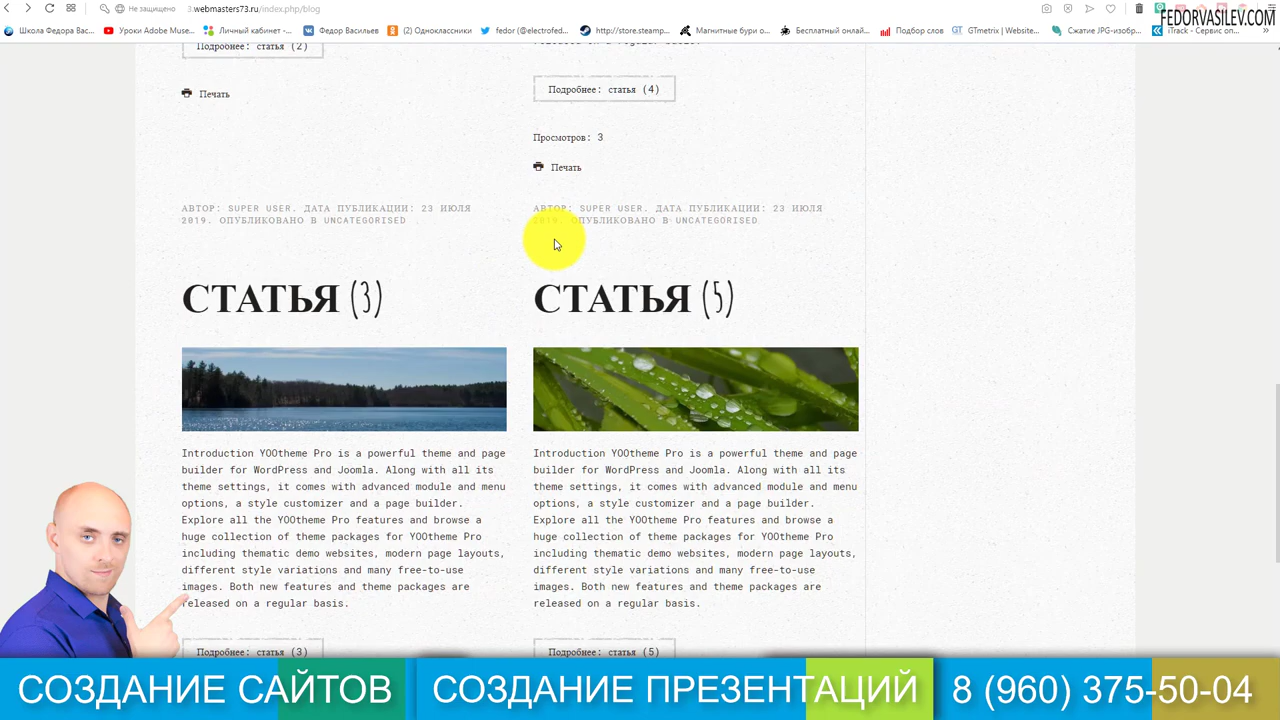 Не защищено
3.webmasters73.ru/index.php/blog
FEDORVASILEV.COM
Школа Федора Вас...
Уроки Adobe Muse...
Личный кабинет -...
Федор Васильев
(2) Одноклассники
fedor (@electrofed...
http://store.steamp...
Магнитные бури о...
Бесплатный онлай...
Подбор слов
GTmetrix | Website...
Сжатие JPG-изобр...
iTrack - Сервис оп...
Подробнее: статья (2)
Печать
released on a regular basis.
Подробнее: статья (4)
Просмотров: 3
Печать
АВТОР: SUPER USER. ДАТА ПУБЛИКАЦИИ: 23 ИЮЛЯ
2019. ОПУБЛИКОВАНО В UNCATEGORISED .
СТАТЬЯ (3)
Introduction YOOtheme Pro is a powerful theme and page
builder for WordPress and Joomla. Along with all its
theme settings, it comes with advanced module and menu
options, a style customizer and a page builder.
Explore all the YOOtheme Pro features and browse a
huge collection of theme packages for YOOtheme Pro
including thematic demo websites, modern page layouts,
different style variations and many free-to-use
images. Both new features and theme packages are
released on a regular basis.
Подробнее: статья (3)
АВТОР: SUPER USER. ДАТА ПУБЛИКАЦИИ: 23 ИЮЛЯ
2019. ОПУБЛИКОВАНО В UNCATEGORISED
СТАТЬЯ (5)
Introduction YOOtheme Pro is a powerful theme and page
builder for WordPress and Joomla. Along with all its
theme settings, it comes with advanced module and menu
options, a style customizer and a page builder.
Explore all the YOOtheme Pro features and browse a
huge collection of theme packages for YOOtheme Pro
including thematic demo websites, modern page layouts,
different style variations and many free-to-use
images. Both new features and theme packages are
released on a regular basis.
Подробнее: статья (5)
СОЗДАНИЕ САЙТОВ
СОЗДАНИЕ ПРЕЗЕНТАЦИЙ
8 (960) 375-50-04